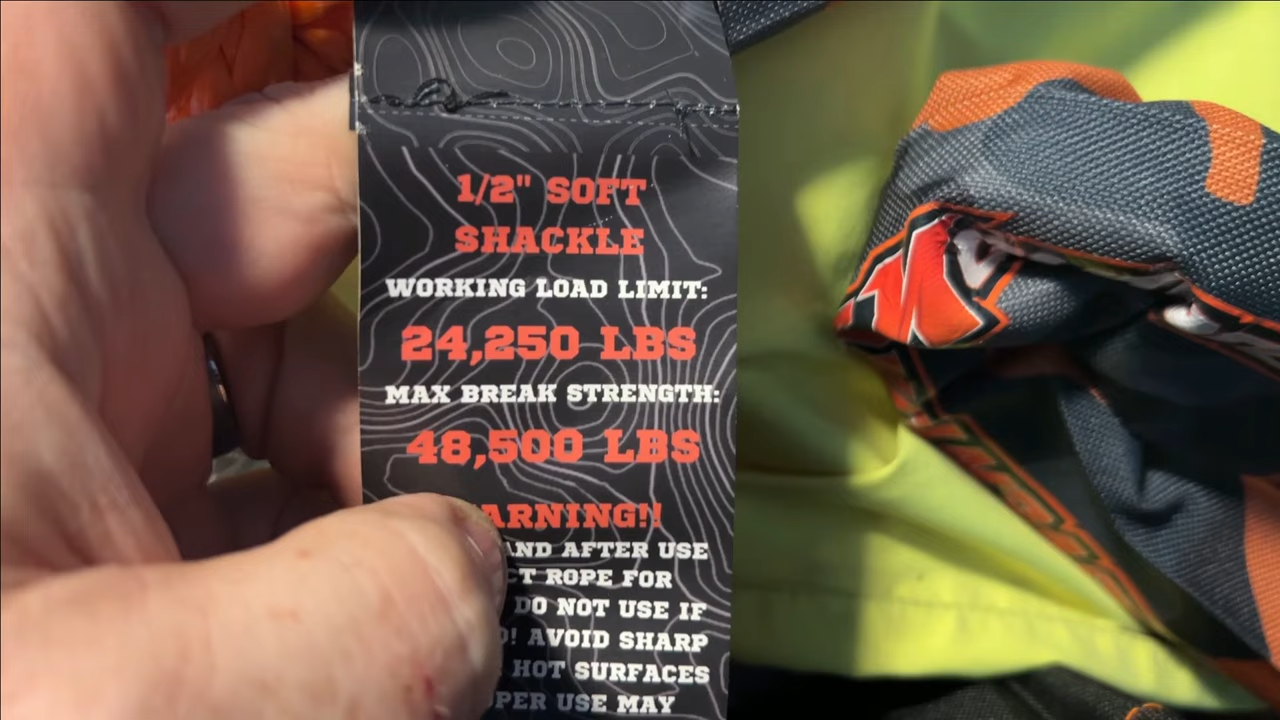 1/2" SOFT
SHACKLE
WORKING LOAD LIMIT:
24,250 LBS
MAX BREAK STRENGTH:
48,500 LBS
ARNING!!
AND AFTER USE
CT ROPE FOR
DO NOT USE IF
! AVOID SHARP
HOT SURFACES
PER USE MAY